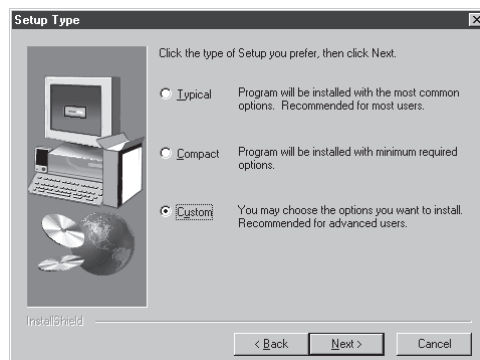 Setup Type
Click the type of Setup you prefer, then click Next.
Typical
Program will be installed with the most common
options. Recommended for most users.
Compact
Program will be installed with minimum required
options.
Custom
You may choose the options you want to install.
Recommended for advanced users.
InstallShield
< Back
Next >
Cancel